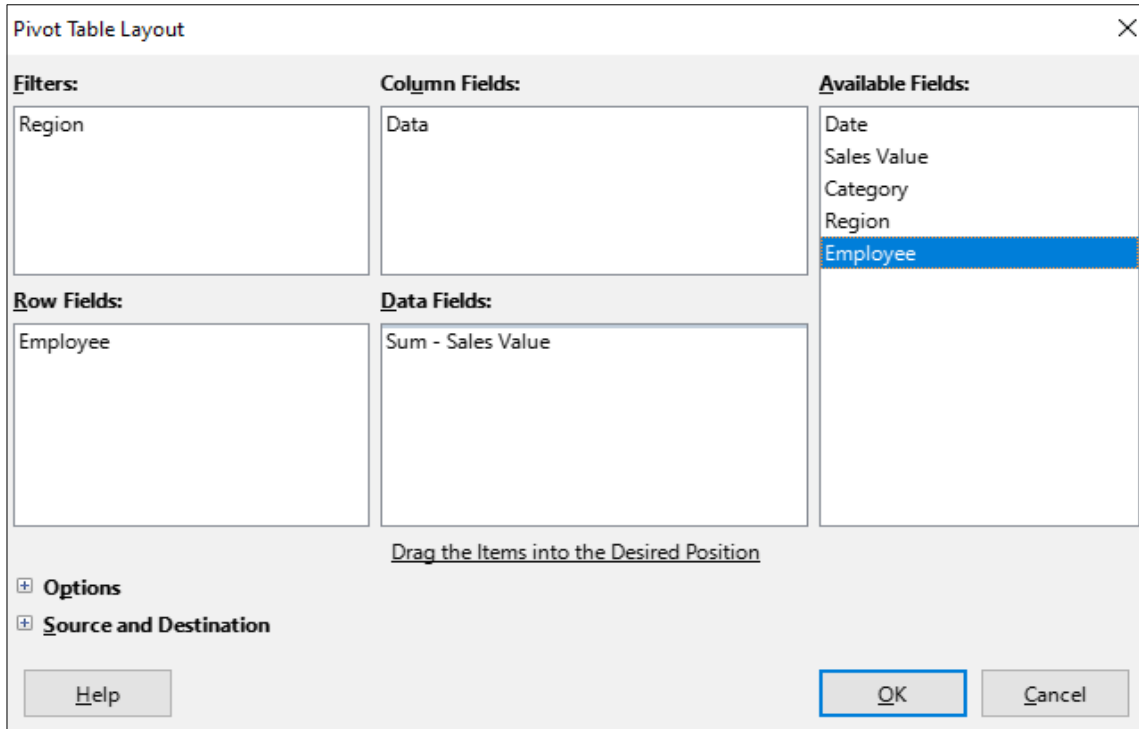 Pivot Table Layout
Filters:
Region
Column Fields:
Data
Available Fields:
Date
Sales Value
Category
Region
Employee
Row Fields:
Employee
Data Fields:
Sum - Sales Value
Drag the Items into the Desired Position
Options
Source and Destination
Help
OK
Cancel